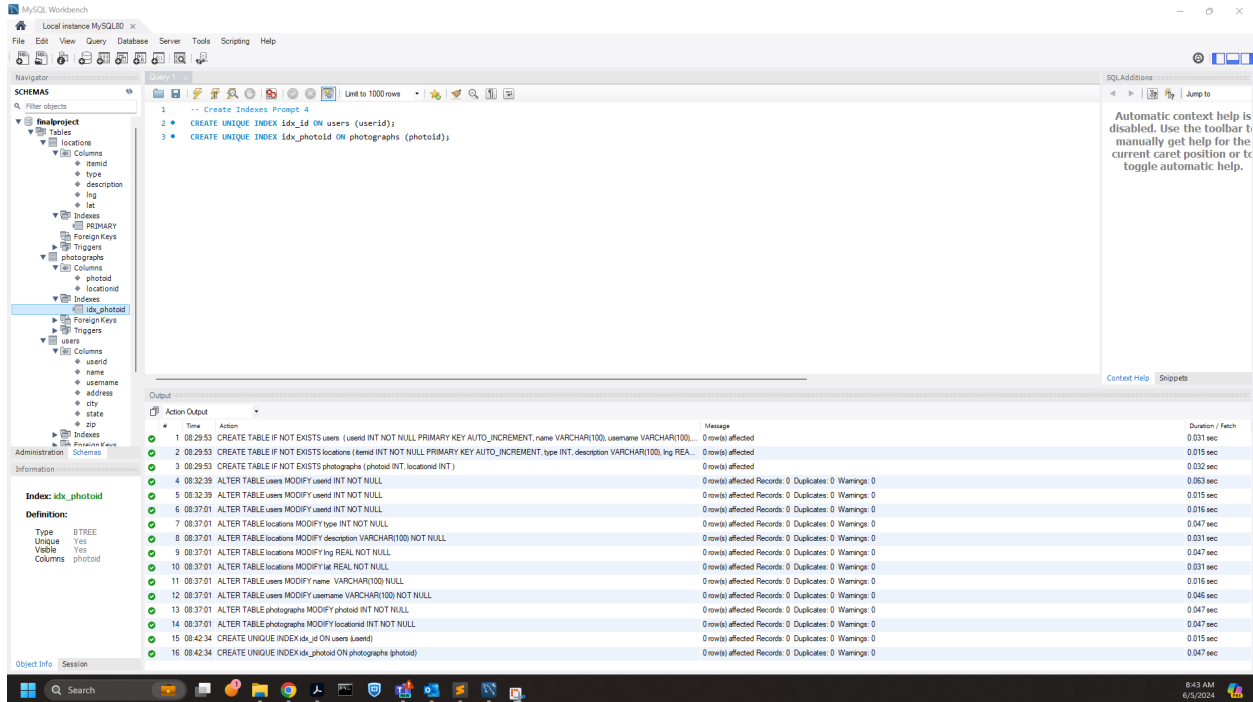 MySQL Workbench
Local instance MySQL80 ×
File Edit View Query Database Server Tools Scripting Help
Navigator
SCHEMAS
Filter objects
finalproject
Tables
locations
Columns
itemid
type
description
lng
lat
Indexes
PRIMARY
Foreign Keys
Triggers
photographs
Columns
photoid
locationid
Indexes
idx_photoid
Foreign Keys
Triggers
users
Columns
userid
name
username
address
city
state
zip
Indexes
Foreign Keys
Administration Schemas
Information
Index: idx_photoid
Definition:
Type BTREE
Unique Yes
Visible Yes
Columns photoid
Object Info Session
Query 1 ×
Limit to 1000 rows
1 -- Create Indexes Prompt 4
2 CREATE UNIQUE INDEX idx_id ON users (userid);
3 CREATE UNIQUE INDEX idx_photoid ON photographs (photoid);
SQLAdditions
Jump to
Automatic context help is
disabled. Use the toolbar to
manually get help for the
current caret position or to
toggle automatic help.
Context Help Snippets
Output
Action Output
# Time Action Message Duration / Fetch
1 08:29:53 CREATE TABLE IF NOT EXISTS users ( userid INT NOT NULL PRIMARY KEY AUTO_INCREMENT, name VARCHAR(100), username VARCHAR(100),... 0 row(s) affected 0.031 sec
2 08:29:53 CREATE TABLE IF NOT EXISTS locations ( itemid INT NOT NULL PRIMARY KEY AUTO_INCREMENT, type INT, description VARCHAR(100), lng REA... 0 row(s) affected 0.015 sec
3 08:29:53 CREATE TABLE IF NOT EXISTS photographs ( photoid INT, locationid INT ) 0 row(s) affected 0.032 sec
4 08:32:39 ALTER TABLE users MODIFY userid INT NOT NULL 0 row(s) affected Records: 0 Duplicates: 0 Warnings: 0 0.063 sec
5 08:32:39 ALTER TABLE users MODIFY userid INT NOT NULL 0 row(s) affected Records: 0 Duplicates: 0 Warnings: 0 0.015 sec
6 08:37:01 ALTER TABLE users MODIFY userid INT NOT NULL 0 row(s) affected Records: 0 Duplicates: 0 Warnings: 0 0.016 sec
7 08:37:01 ALTER TABLE locations MODIFY type INT NOT NULL 0 row(s) affected Records: 0 Duplicates: 0 Warnings: 0 0.047 sec
8 08:37:01 ALTER TABLE locations MODIFY description VARCHAR(100) NOT NULL 0 row(s) affected Records: 0 Duplicates: 0 Warnings: 0 0.031 sec
9 08:37:01 ALTER TABLE locations MODIFY lng REAL NOT NULL 0 row(s) affected Records: 0 Duplicates: 0 Warnings: 0 0.047 sec
10 08:37:01 ALTER TABLE locations MODIFY lat REAL NOT NULL 0 row(s) affected Records: 0 Duplicates: 0 Warnings: 0 0.031 sec
11 08:37:01 ALTER TABLE users MODIFY name VARCHAR(100) NULL 0 row(s) affected Records: 0 Duplicates: 0 Warnings: 0 0.016 sec
12 08:37:01 ALTER TABLE users MODIFY username VARCHAR(100) NOT NULL 0 row(s) affected Records: 0 Duplicates: 0 Warnings: 0 0.046 sec
13 08:37:01 ALTER TABLE photographs MODIFY photoid INT NOT NULL 0 row(s) affected Records: 0 Duplicates: 0 Warnings: 0 0.047 sec
14 08:37:01 ALTER TABLE photographs MODIFY locationid INT NOT NULL 0 row(s) affected Records: 0 Duplicates: 0 Warnings: 0 0.047 sec
15 08:42:34 CREATE UNIQUE INDEX idx_id ON users (userid) 0 row(s) affected Records: 0 Duplicates: 0 Warnings: 0 0.015 sec
16 08:42:34 CREATE UNIQUE INDEX idx_photoid ON photographs (photoid) 0 row(s) affected Records: 0 Duplicates: 0 Warnings: 0 0.047 sec
Search
8:43 AM
6/5/2024